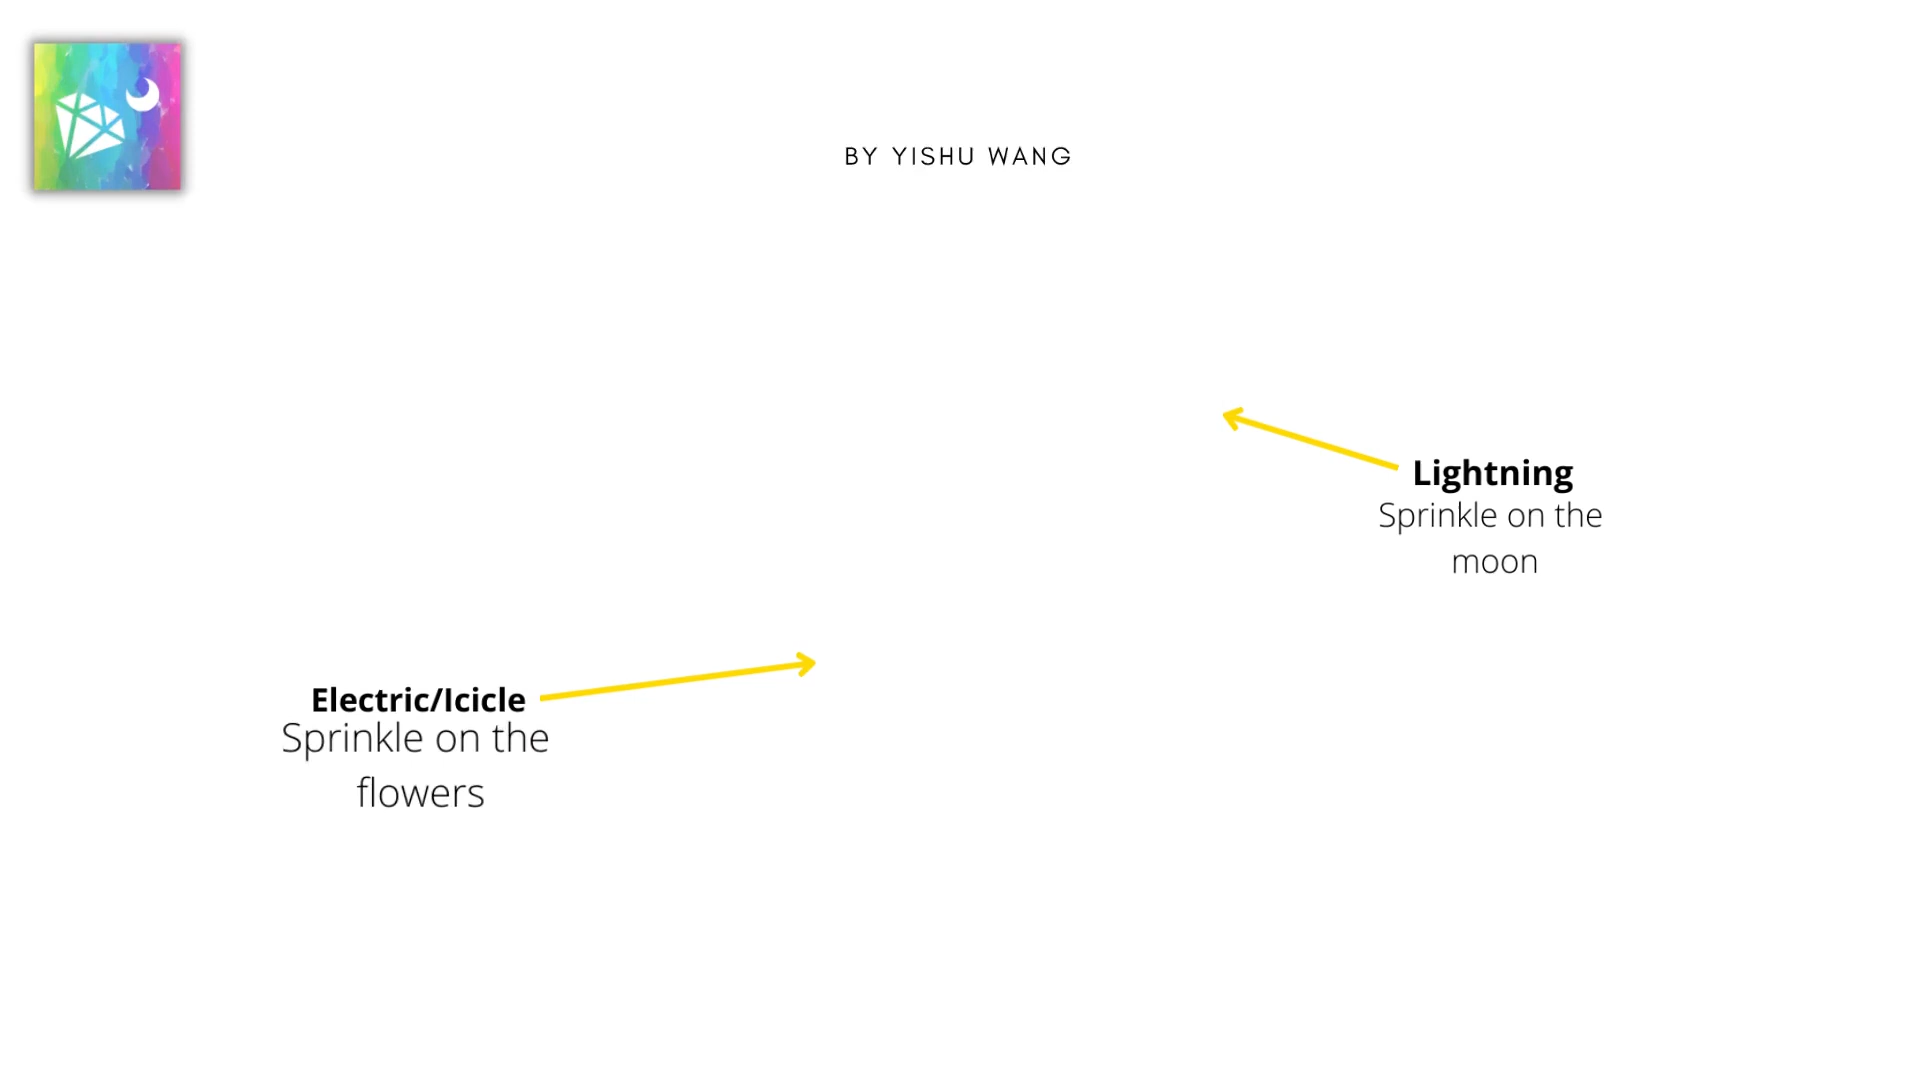 BY YISHU WANG
Lightning
Sprinkle on the
moon
Electric/Icicle
Sprinkle on the
flowers